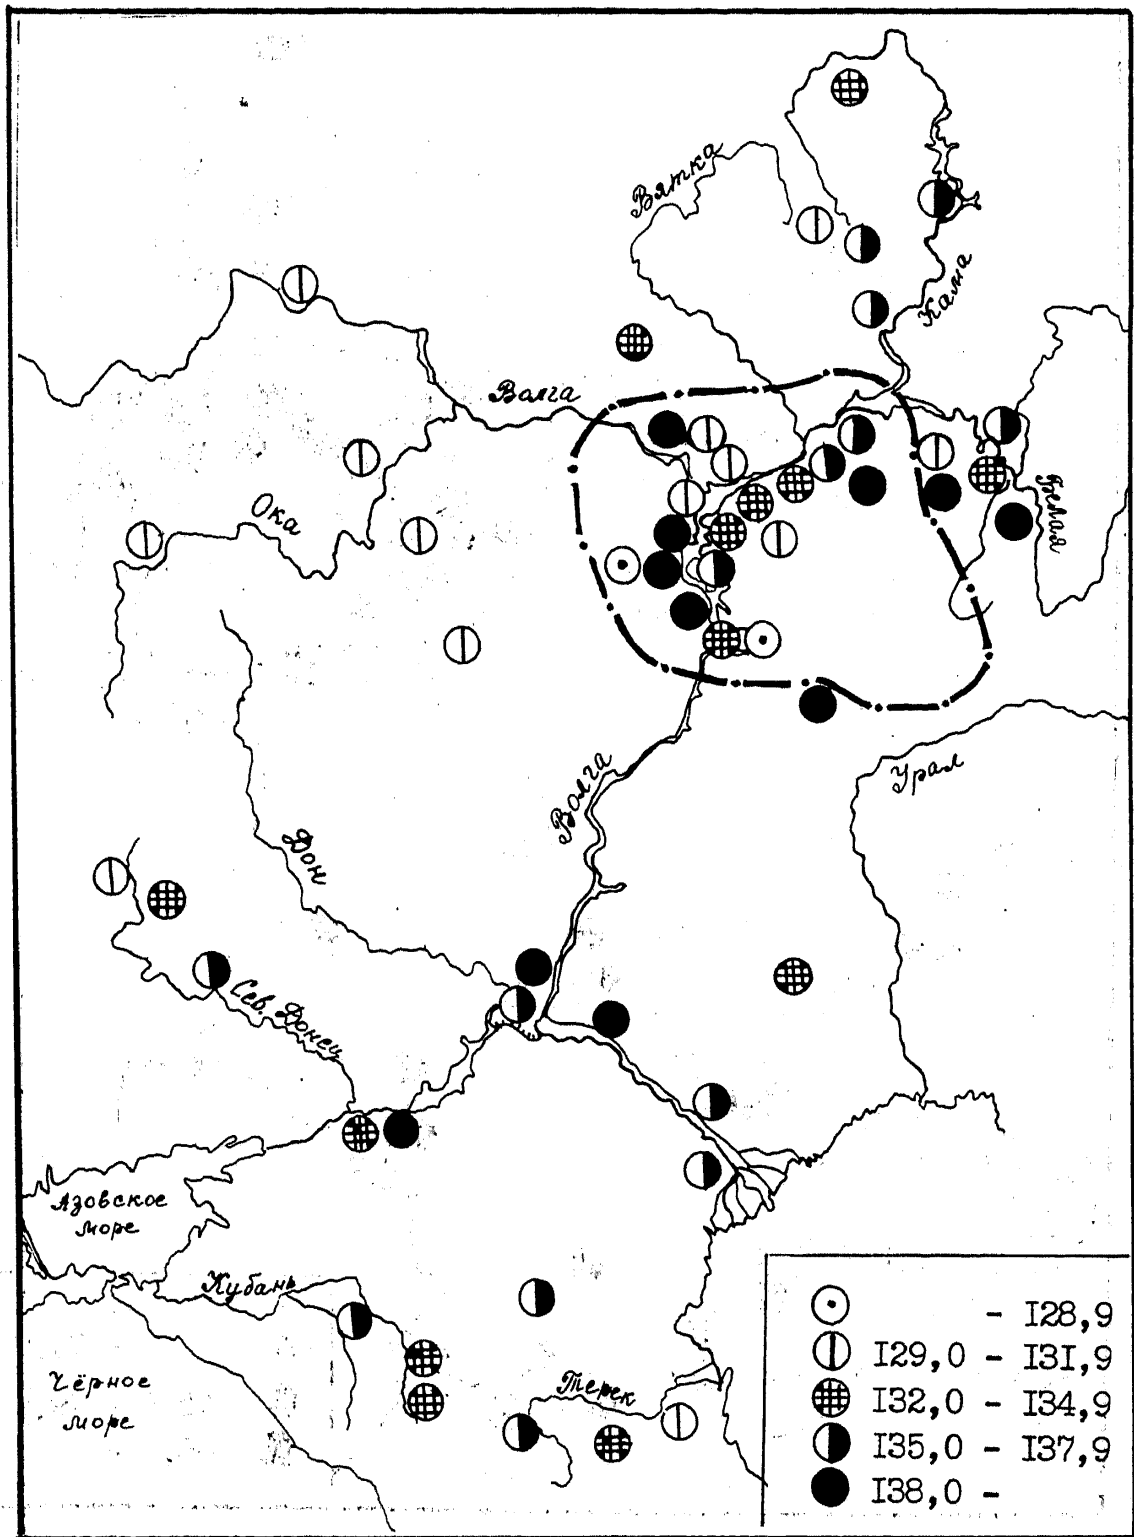 Вятка
Кама
Волга
Ока
Белая
Урал
Волга
Дон
Сев. Донец
Азовское
море
Кубань
Чёрное
море
Терек
- I28,9
I29,0 - I3I,9
I32,0 - I34,9
I35,0 - I37,9
I38,0 -